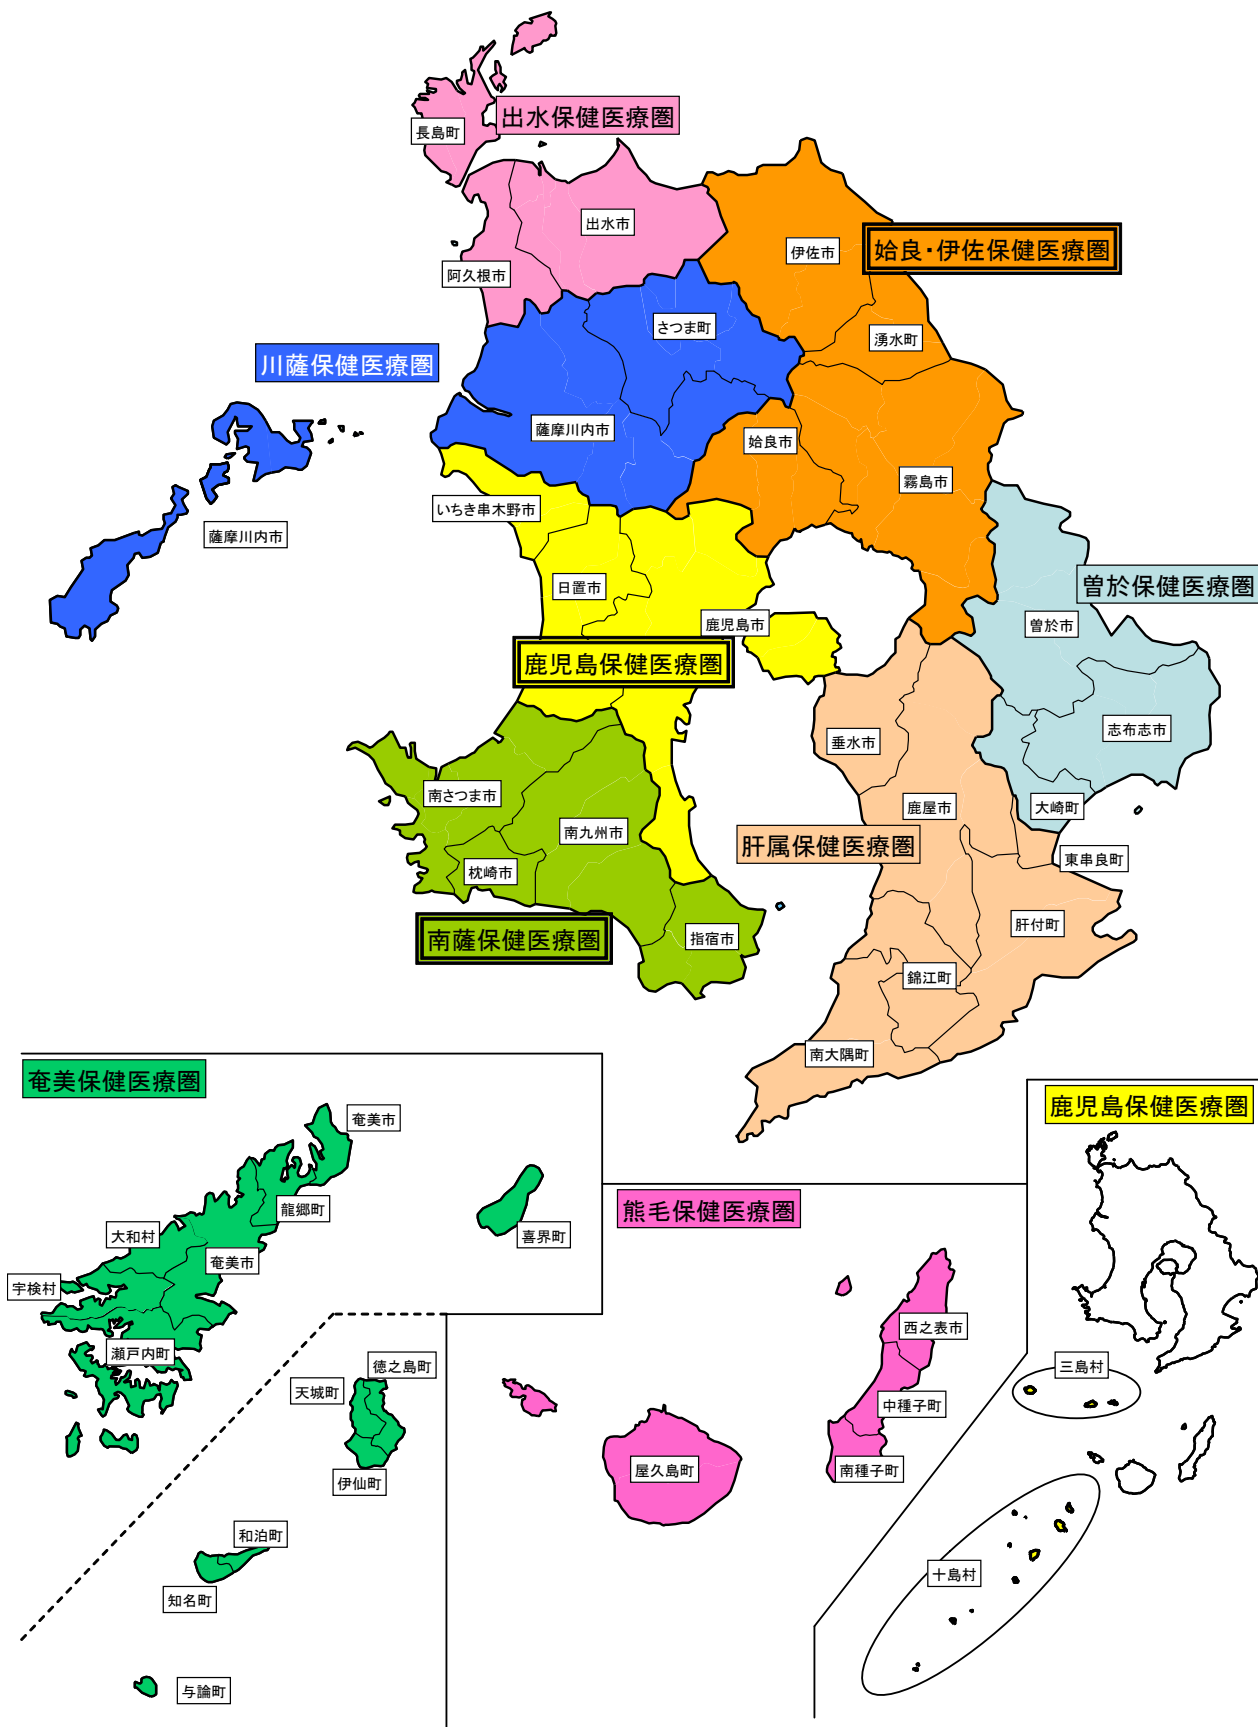 出水保健医療圏
長島町
出水市
阿久根市
始良・伊佐保健医療圏
伊佐市
湧水町
さつま町
川薩保健医療圏
薩摩川内市
姶良市
霧島市
いちき串木野市
薩摩川内市
日置市
曽於保健医療圏
鹿児島市
曽於市
鹿児島保健医療圏
志布志市
垂水市
南さつま市
鹿屋市
大崎町
南九州市
肝属保健医療圏
東串良町
枕崎市
肝付町
南薩保健医療圏
指宿市
錦江町
南大隅町
奄美保健医療圏
奄美市
龍郷町
大和村
奄美市
喜界町
宇検村
瀬戸内町
徳之島町
天城町
伊仙町
和泊町
知名町
与論町
熊毛保健医療圏
西之表市
中種子町
南種子町
屋久島町
鹿児島保健医療圏
三島村
十島村